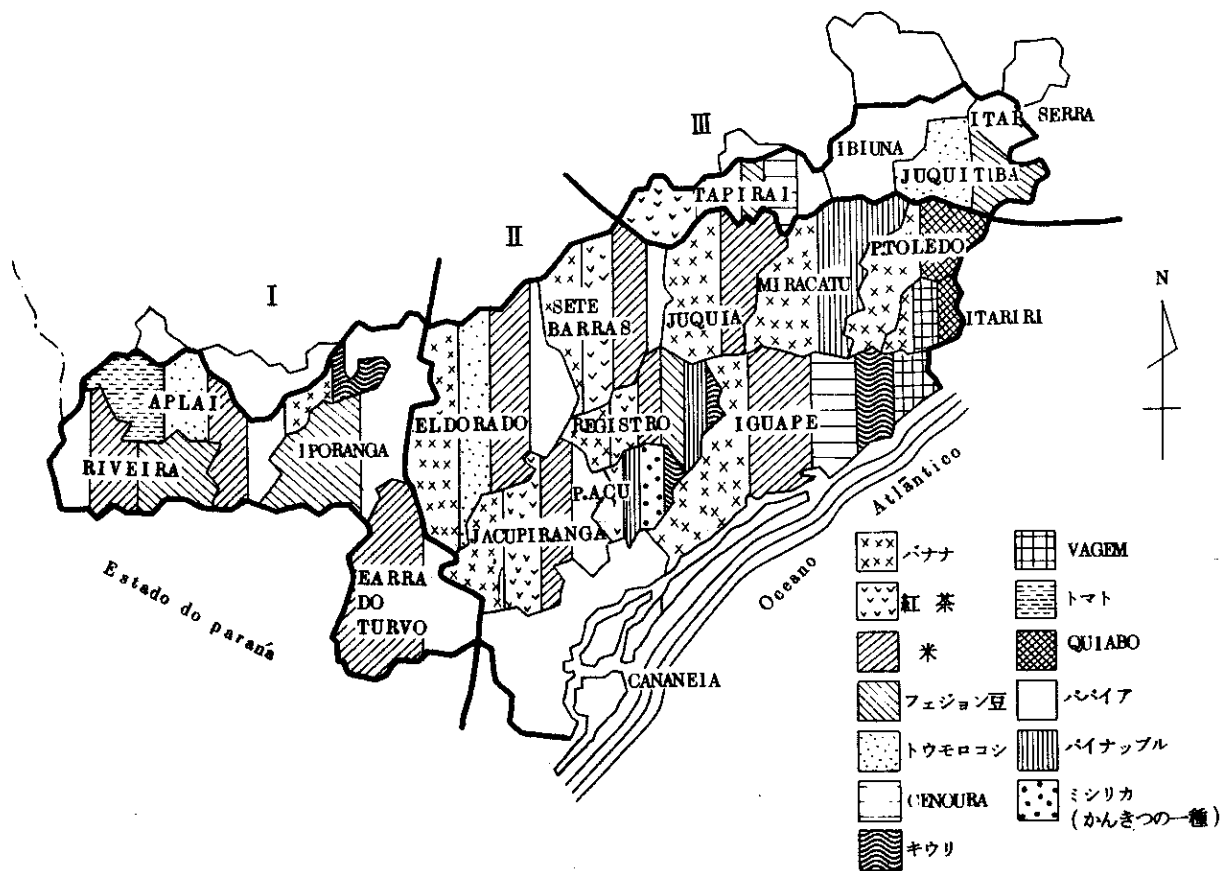 ITAR SERRA
III
IBIUNA
JUQUITIBA
TAPIRAI
II
P.TOLEDO
MIRACATU
N
I
SETE
BARRAS
JUQUIA
ITARIRI
APLAI
ELDORADO
REGISTRO
IGUAPE
RIVEIRA
IPORANGA
P.AÇU
Atlãntico
JACUPIRANGA
Oceano
Estado do paraná
EARRA
DO
TURVO
CANANEIA
バナナ
紅茶
米
フェジョン豆
トウモロコシ
CENOURA
キウリ
VAGEM
トマト
QUIABO
パパイア
パイナップル
ミシリカ
(かんきつの一種)